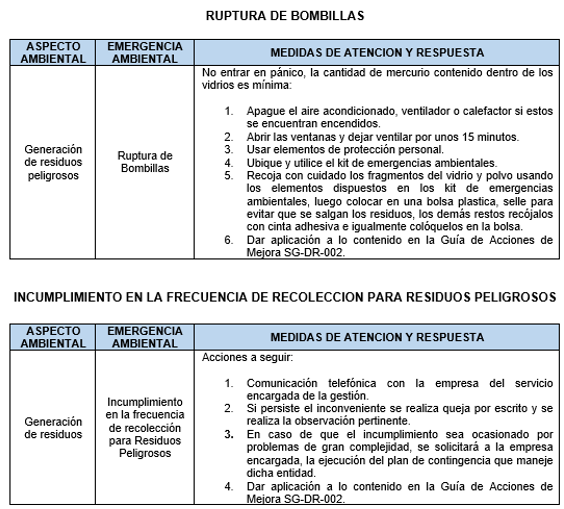 RUPTURA DE BOMBILLAS
ASPECTO AMBIENTAL
EMERGENCIA AMBIENTAL
MEDIDAS DE ATENCION Y RESPUESTA
Generación
de residuos
peligrosos
Ruptura de
Bombillas
No entrar en pánico, la cantidad de mercurio contenido dentro de los
vidrios es mínima:
1. Apague el aire acondicionado, ventilador o calefactor si estos
se encuentran encendidos.
2. Abrir las ventanas y dejar ventilar por unos 15 minutos.
3. Usar elementos de protección personal.
4. Ubique y utilice el kit de emergencias ambientales.
5. Recoja con cuidado los fragmentos del vidrio y polvo usando
los elementos dispuestos en los kit de emergencias
ambientales, luego colocar en una bolsa plastica, selle para
evitar que se salgan los residuos, los demás restos recójalos
con cinta adhesiva e igualmente colóquelos en la bolsa.
6. Dar aplicación a lo contenido en la Guía de Acciones de
Mejora SG-DR-002.
INCUMPLIMIENTO EN LA FRECUENCIA DE RECOLECCION PARA RESIDUOS PELIGROSOS
ASPECTO AMBIENTAL
EMERGENCIA AMBIENTAL
MEDIDAS DE ATENCION Y RESPUESTA
Generación
de residuos
Incumplimiento
en la frecuencia
de recolección
para Residuos
Peligrosos
Acciones a seguir:
1. Comunicación telefónica con la empresa del servicio
encargada de la gestión.
2. Si persiste el inconveniente se realiza queja por escrito y se
realiza la observación pertinente.
3. En caso de que el incumplimiento sea ocasionado por
problemas de gran complejidad, se solicitará a la empresa
encargada, la ejecución del plan de contingencia que maneje
dicha entidad.
4. Dar aplicación a lo contenido en la Guía de Acciones de
Mejora SG-DR-002.